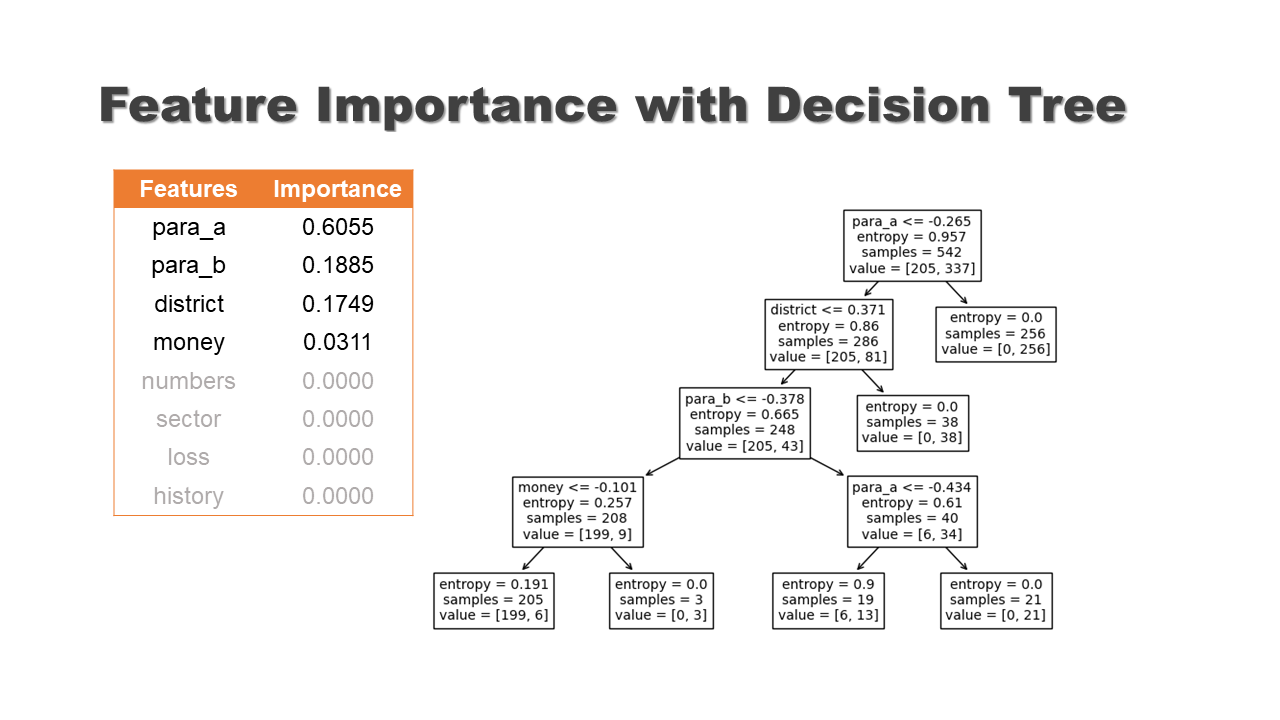 Feature Importance with Decision Tree
Features Importance
para_a 0.6055
para_b 0.1885
district 0.1749
money 0.0311
numbers 0.0000
sector 0.0000
loss 0.0000
history 0.0000
para_a <= -0.265
entropy = 0.957
samples = 542
value = [205, 337]
district <= 0.371
entropy = 0.86
samples = 286
value = [205, 81]
entropy = 0.0
samples = 256
value = [0, 256]
para_b <= -0.378
entropy = 0.665
samples = 248
value = [205, 43]
entropy = 0.0
samples = 38
value = [0, 38]
money <= -0.101
entropy = 0.257
samples = 208
value = [199, 9]
para_a <= -0.434
entropy = 0.61
samples = 40
value = [6, 34]
entropy = 0.191
samples = 205
value = [199, 6]
entropy = 0.0
samples = 3
value = [0, 3]
entropy = 0.9
samples = 19
value = [6, 13]
entropy = 0.0
samples = 21
value = [0, 21]